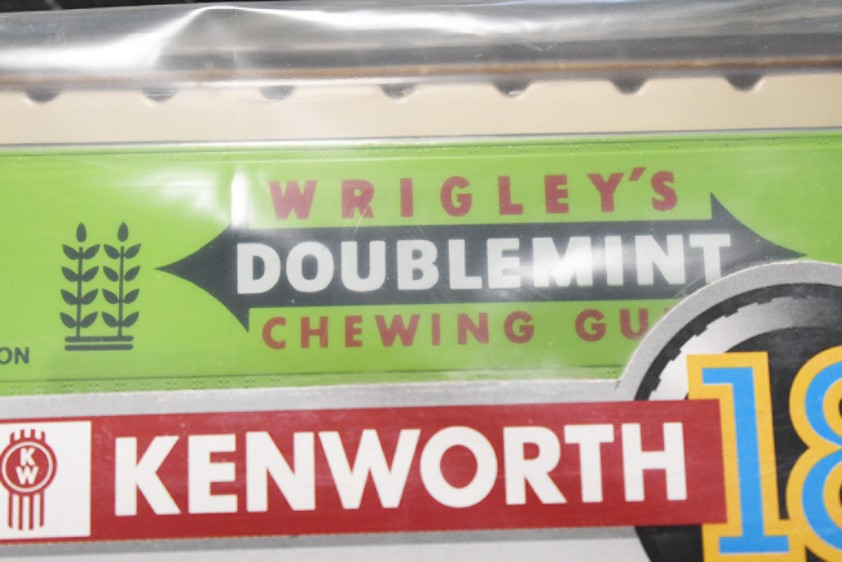 WRIGLEY'S
DOUBLEMINT
CHEWING GU
ON
KW
KENWORTH
18